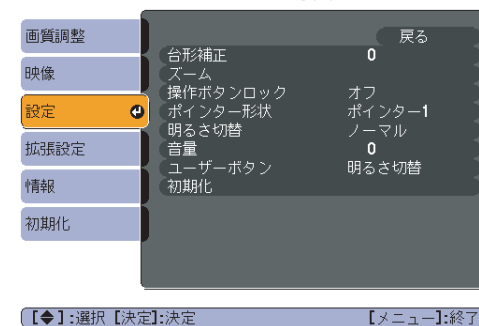 画質調整
映像
設定
拡張設定
情報
初期化
戻る
台形補正 0
ズーム
操作ボタンロック オフ
ポインター形状 ポインター1
明るさ切替 ノーマル
音量 0
ユーザーボタン 明るさ切替
初期化
【◆】:選択 【決定】:決定 【メニュー】:終了